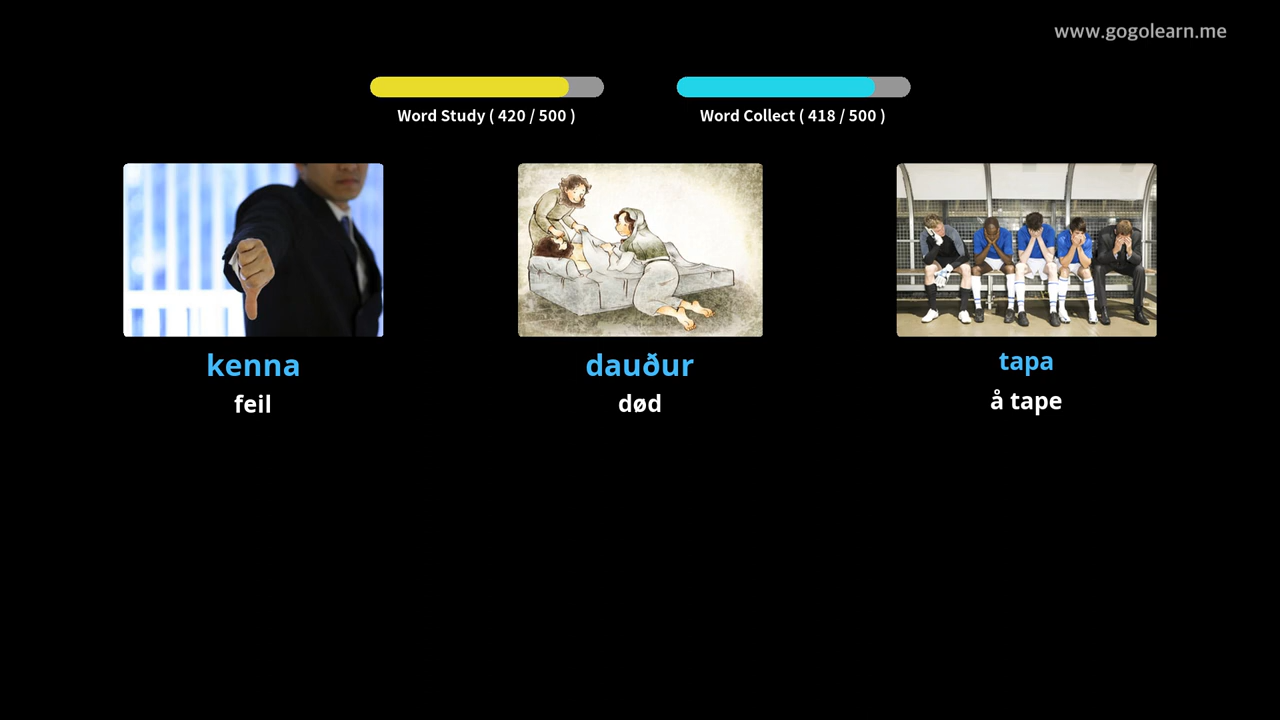 www.gogolearn.me
Word Study ( 420 / 500 )
Word Collect ( 418 / 500 )
kenna
feil
dauður
død
tapa
å tape